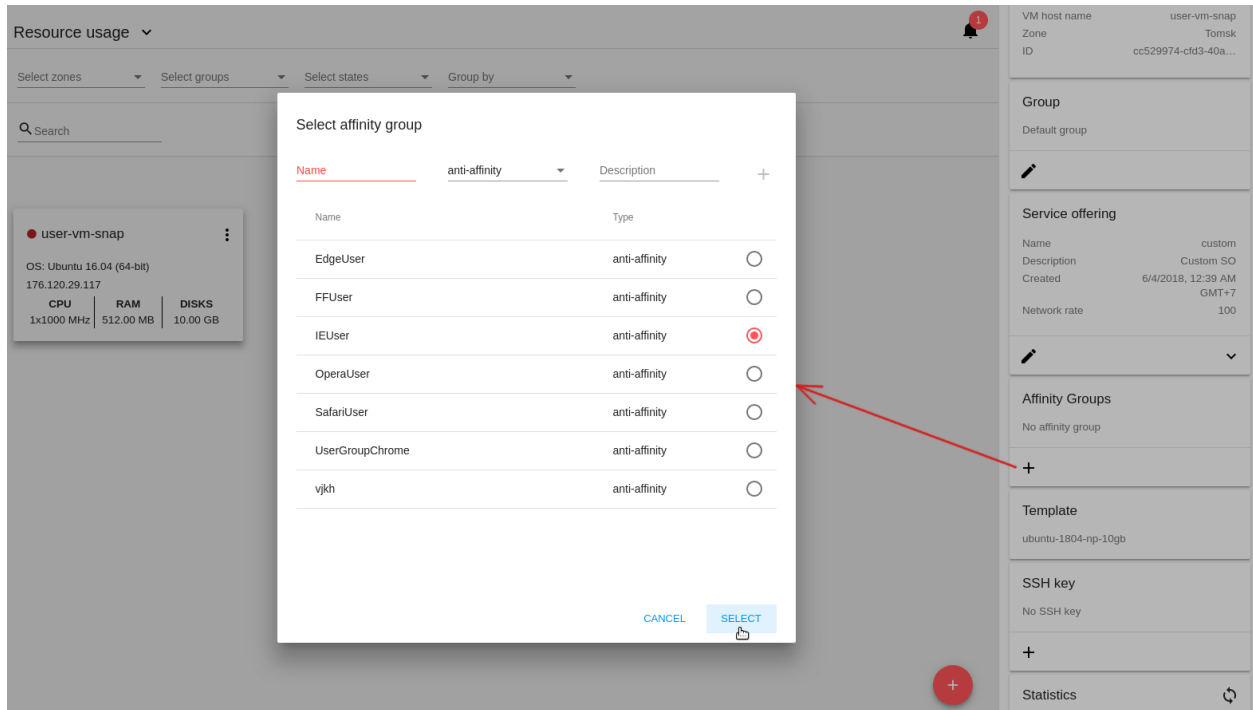 Resource usage
1
Select zones
Select groups
Select states
Group by
Search
user-vm-snap
OS: Ubuntu 16.04 (64-bit)
176.120.29.117
CPU RAM DISKS
1x1000 MHz 512.00 MB 10.00 GB
Select affinity group
Name anti-affinity Description
Name Type
EdgeUser anti-affinity
FFUser anti-affinity
IEUser anti-affinity
OperaUser anti-affinity
SafariUser anti-affinity
UserGroupChrome anti-affinity
vjkh anti-affinity
CANCEL SELECT
VM host name user-vm-snap
Zone Tomsk
ID cc529974-cfd3-40a...
Group
Default group
Service offering
Name custom
Description Custom SO
Created 6/4/2018, 12:39 AM
GMT+7
Network rate 100
Affinity Groups
No affinity group
Template
ubuntu-1804-np-10gb
SSH key
No SSH key
Statistics